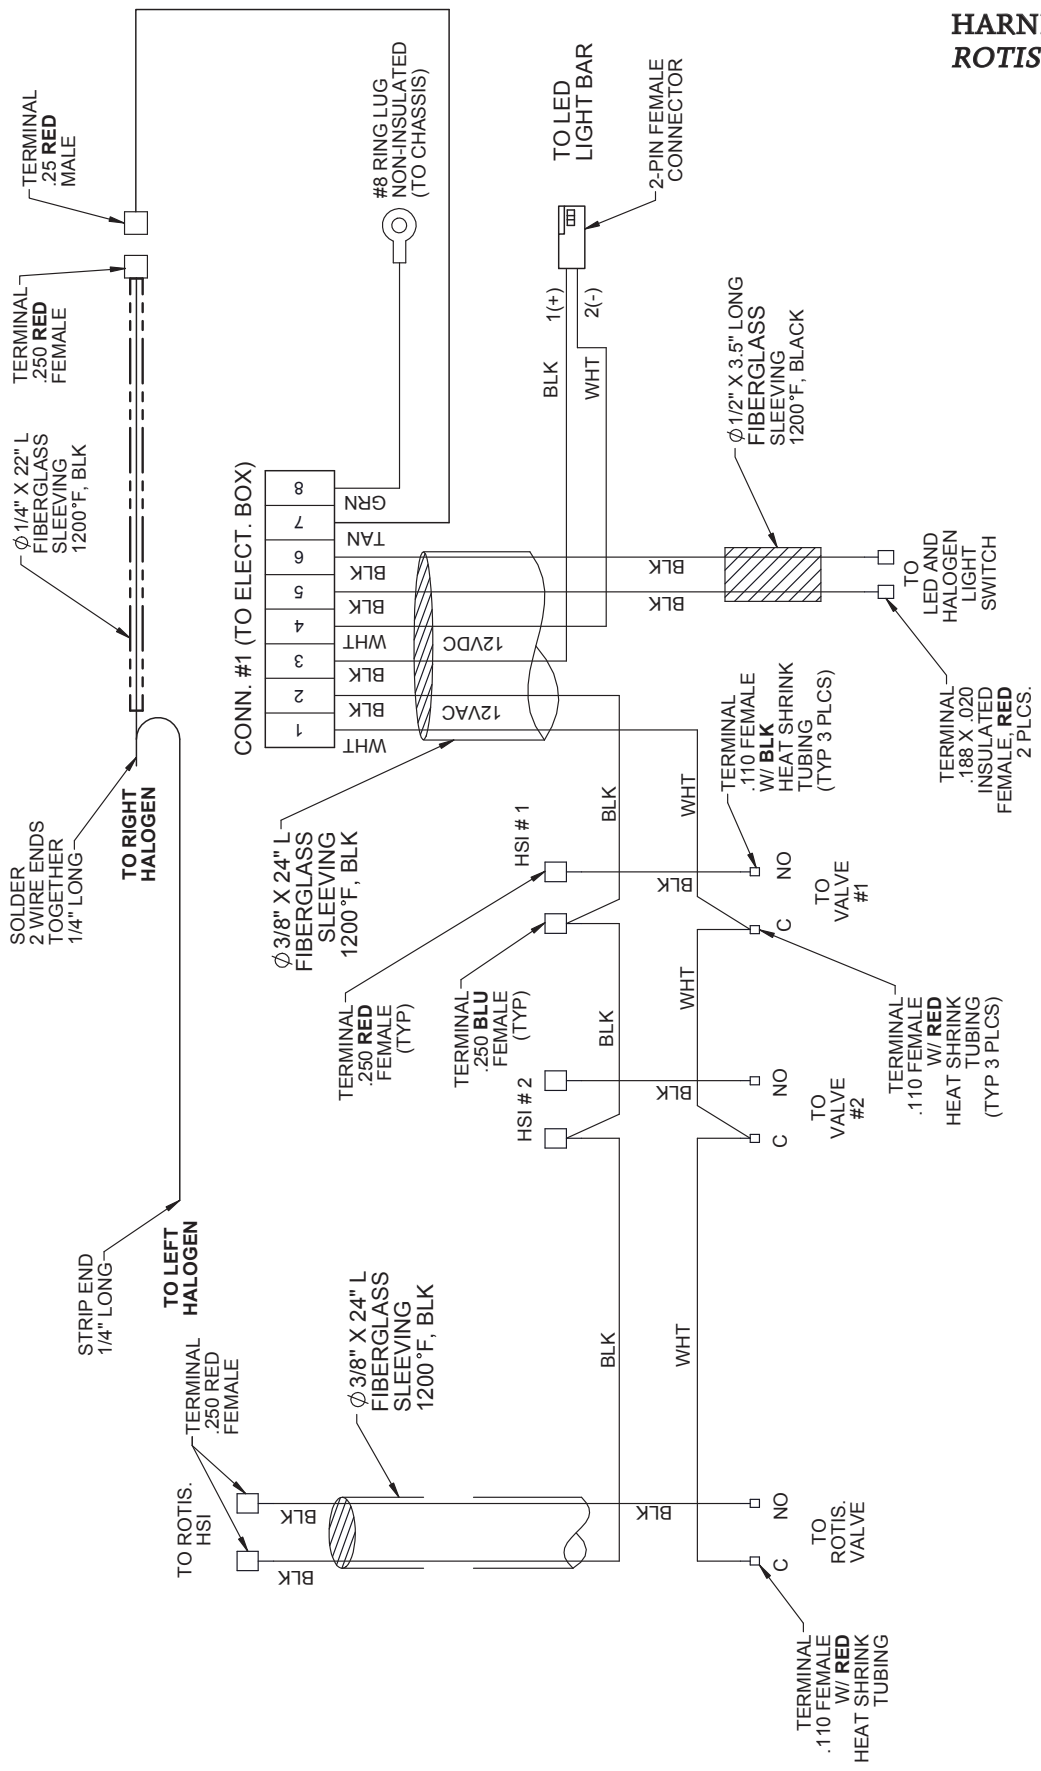 HARN
ROTIS
TERMINAL
.25 RED
MALE
TERMINAL
.250 RED
FEMALE
Ø 1/4" X 22" L
FIBERGLASS
SLEEVING
1200°F, BLK
SOLDER
2 WIRE ENDS
TOGETHER
1/4" LONG
TO RIGHT
HALOGEN
STRIP END
1/4" LONG
TO LEFT
HALOGEN
#8 RING LUG
NON-INSULATED
(TO CHASSIS)
TO LED
LIGHT BAR
2-PIN FEMALE
CONNECTOR
1(+)
2(-)
BLK
WHT
CONN. #1 (TO ELECT. BOX)
1
2
3
4
5
6
7
8
WHT
BLK
BLK
WHT
BLK
BLK
TAN
GRN
12VAC
12VDC
Ø 3/8" X 24" L
FIBERGLASS
SLEEVING
1200°F, BLK
BLK
BLK
Ø 1/2" X 3.5" LONG
FIBERGLASS
SLEEVING
1200°F, BLACK
TO
LED AND
HALOGEN
LIGHT
SWITCH
TERMINAL
.188 X .020
INSULATED
FEMALE, RED
2 PLCS.
TERMINAL
.110 FEMALE
W/ BLK
HEAT SHRINK
TUBING
(TYP 3 PLCS)
HSI # 1
BLK
WHT
BLK
NO
C
TO
VALVE
#1
TERMINAL
.250 RED
FEMALE
(TYP)
TERMINAL
.250 BLU
FEMALE
(TYP)
BLK
WHT
TERMINAL
.110 FEMALE
W/ RED
HEAT SHRINK
TUBING
(TYP 3 PLCS)
HSI # 2
BLK
NO
C
TO
VALVE
#2
BLK
WHT
TERMINAL
.250 RED
FEMALE
TO ROTIS.
HSI
BLK
BLK
Ø 3/8" X 24" L
FIBERGLASS
SLEEVING
1200°F, BLK
BLK
NO
C
TO
ROTIS.
VALVE
TERMINAL
.110 FEMALE
W/ RED
HEAT SHRINK
TUBING